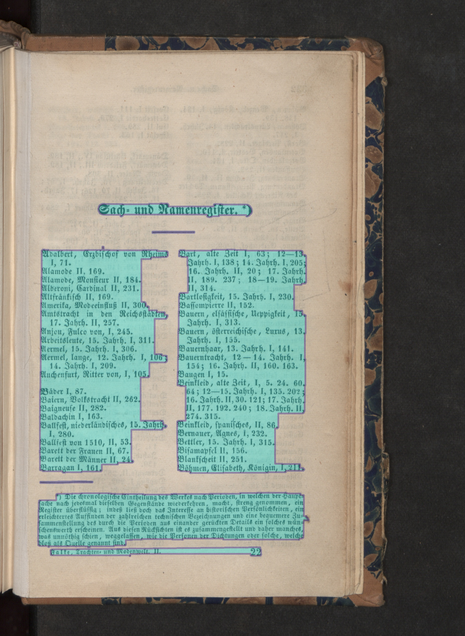 Sach- und Namenregister. *)
Adalbert, Erzbischof von Rheims
I, 71.
Alamode II, 169.
Alamode, Monsieur II, 184.
Alberoni, Cardinal II, 231.
Altfränkisch II, 169.
Amerika, Modeeinfluß II, 300.
Amtstracht in den Reichsstädten,
17. Jahrh. II, 257.
Anjou, Fulco von, I, 245.
Arbeitsleute, 15. Jahrh. I, 311.
Aermel, 15. Jahrh. I, 306.
Aermel, lange, 12. Jahrh. I, 106;
14. Jahrh. I, 209.
Auchenfurt, Ritter von, I, 105.
Bäder I, 87.
Baiern, Volkstracht II, 262.
Balgneufe II, 282.
Baldachin I, 163.
Ballfest, niederländisches, 15. Jahrh.
I, 280.
Ballfest von 1510, II, 53.
Barett der Frauen II, 67.
Barett der Männer II, 24.
Barragan I, 161.
Bart, alte Zeit I, 63; 12—13.
Jahrh. I, 138; 14. Jahrh. I, 205;
16. Jahrh. II, 20; 17. Jahrh.
II, 189. 237; 18—19. Jahrh.
II, 314.
Bartlosigkeit, 15. Jahrh. I, 230.
Bassompierre II, 152.
Bauern, elsässische, Ueppigkeit, 13.
Jahrh. I, 313.
Bauern, österreichische, Luxus, 13.
Jahrh. I, 155.
Bauernhaar, 13. Jahrh. I, 141.
Bauerntracht, 12—14. Jahrh. I,
154; 16. Jahrh. II, 160. 163.
Baugen I, 15.
Beinkleid, alte Zeit, I, 5. 24. 60.
64; 12—15. Jahrh. I, 135. 202;
16. Jahrh. II, 30. 121; 17. Jahrh.
II, 177. 192. 240; 18. Jahrh. II,
274. 315.
Beinkleid, spanisches, II, 86.
Bernauer, Agnes, I, 232.
Bettler, 15. Jahrh. I, 315.
Bisamapfel II, 156.
Blaustift II, 251.
Böhmen, Elisabeth, Königin, I, 211.
*) Die chronologische Eintheilung des Werkes nach Perioden, in welchen der Suchende
nach jedesmal dieselben Gegenstände wiederkehren, macht, streng genommen, ein
Register überflüssig; indeß ließ doch das Interesse an historischen Persönlichkeiten, ein
erleichtertes Auffinden der zahlreichen technischen Bezeichnungen und eine bequemere Zusammenstellung
der durch die Perioden aus einander gerückten Details ein solches wünschenswerth
erscheinen. Aus diesen Rücksichten ist es zusammengestellt und daher manches,
was unnöthig schien, weggelassen, wie die Personen der Dichtungen oder solche, welche
bloß als Quelle genannt sind.
Falke, Trachten- und Modenwelt. II. 22